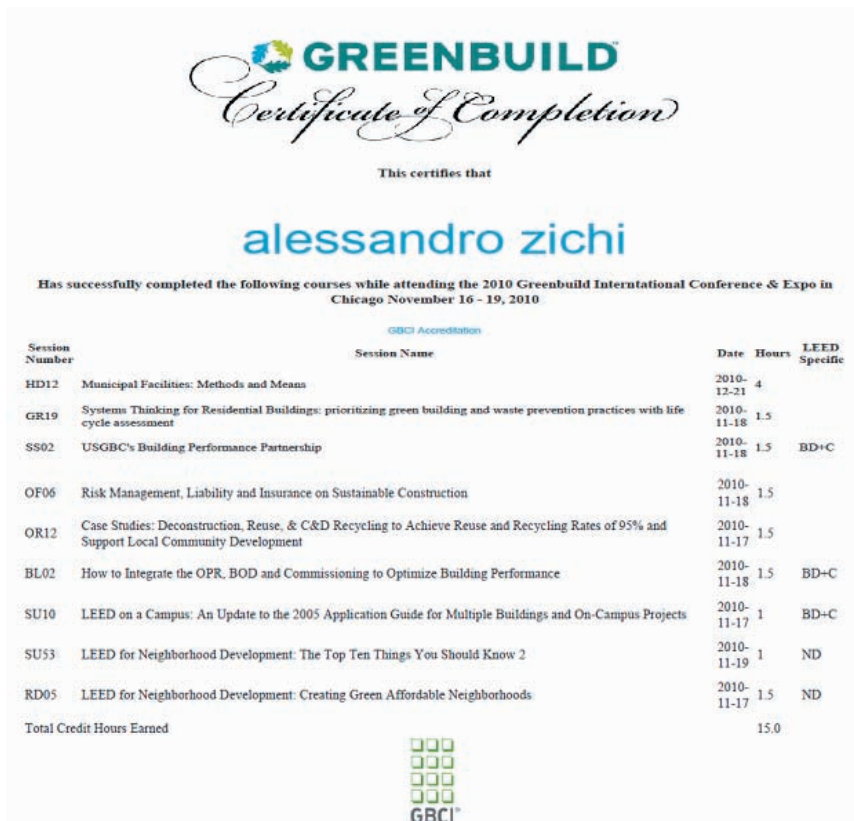 GREENBUILD
Certificate of Completion
This certifies that
alessandro zichi
Has successfully completed the following courses while attending the 2010 Greenbuild Interntational Conference & Expo in
Chicago November 16 - 19, 2010
GBCI Accreditation
Session Number Session Name Date Hours LEED Specific
HD12 Municipal Facilities: Methods and Means 2010-12-21 4
GR19 Systems Thinking for Residential Buildings: prioritizing green building and waste prevention practices with life
cycle assessment 2010-11-18 1.5
SS02 USGBC's Building Performance Partnership 2010-11-18 1.5 BD+C
OF06 Risk Management, Liability and Insurance on Sustainable Construction 2010-11-18 1.5
OR12 Case Studies: Deconstruction, Reuse, & C&D Recycling to Achieve Reuse and Recycling Rates of 95% and
Support Local Community Development 2010-11-17 1.5
BL02 How to Integrate the OPR, BOD and Commissioning to Optimize Building Performance 2010-11-18 1.5 BD+C
SU10 LEED on a Campus: An Update to the 2005 Application Guide for Multiple Buildings and On-Campus Projects 2010-11-17 1 BD+C
SU53 LEED for Neighborhood Development: The Top Ten Things You Should Know 2 2010-11-19 1 ND
RD05 LEED for Neighborhood Development: Creating Green Affordable Neighborhoods 2010-11-17 1.5 ND
Total Credit Hours Earned 15.0
GBCI